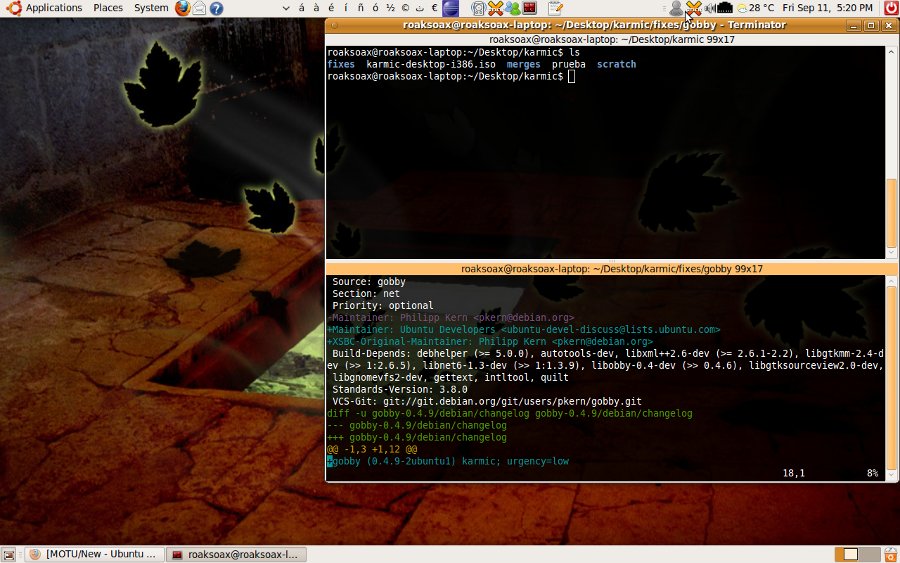 Applications Places System
á à é í ñ ó ½ © ت €
28 °C Fri Sep 11, 5:20 PM
roaksoax@roaksoax-laptop: ~/Desktop/karmic/fixes/gobby - Terminator
roaksoax@roaksoax-laptop: ~/Desktop/karmic 99x17
roaksoax@roaksoax-laptop:~/Desktop/karmic$ ls
fixes karmic-desktop-i386.iso merges prueba scratch
roaksoax@roaksoax-laptop:~/Desktop/karmic$
roaksoax@roaksoax-laptop: ~/Desktop/karmic/fixes/gobby 99x17
Source: gobby
Section: net
Priority: optional
-Maintainer: Philipp Kern <pkern@debian.org>
+Maintainer: Ubuntu Developers <ubuntu-devel-discuss@lists.ubuntu.com>
+XSBC-Original-Maintainer: Philipp Kern <pkern@debian.org>
Build-Depends: debhelper (>= 5.0.0), autotools-dev, libxml++2.6-dev (>= 2.6.1-2.2), libgtkmm-2.4-d
ev (>> 1:2.6.5), libnet6-1.3-dev (>> 1:1.3.9), libobby-0.4-dev (>> 0.4.6), libgtksourceview2.0-dev,
libgnomevfs2-dev, gettext, intltool, quilt
Standards-Version: 3.8.0
VCS-Git: git://git.debian.org/git/users/pkern/gobby.git
diff -u gobby-0.4.9/debian/changelog gobby-0.4.9/debian/changelog
--- gobby-0.4.9/debian/changelog
+++ gobby-0.4.9/debian/changelog
@@ -1,3 +1,12 @@
+gobby (0.4.9-2ubuntu1) karmic; urgency=low
18,1 8%
[MOTU/New - Ubuntu ...
roaksoax@roaksoax-l...